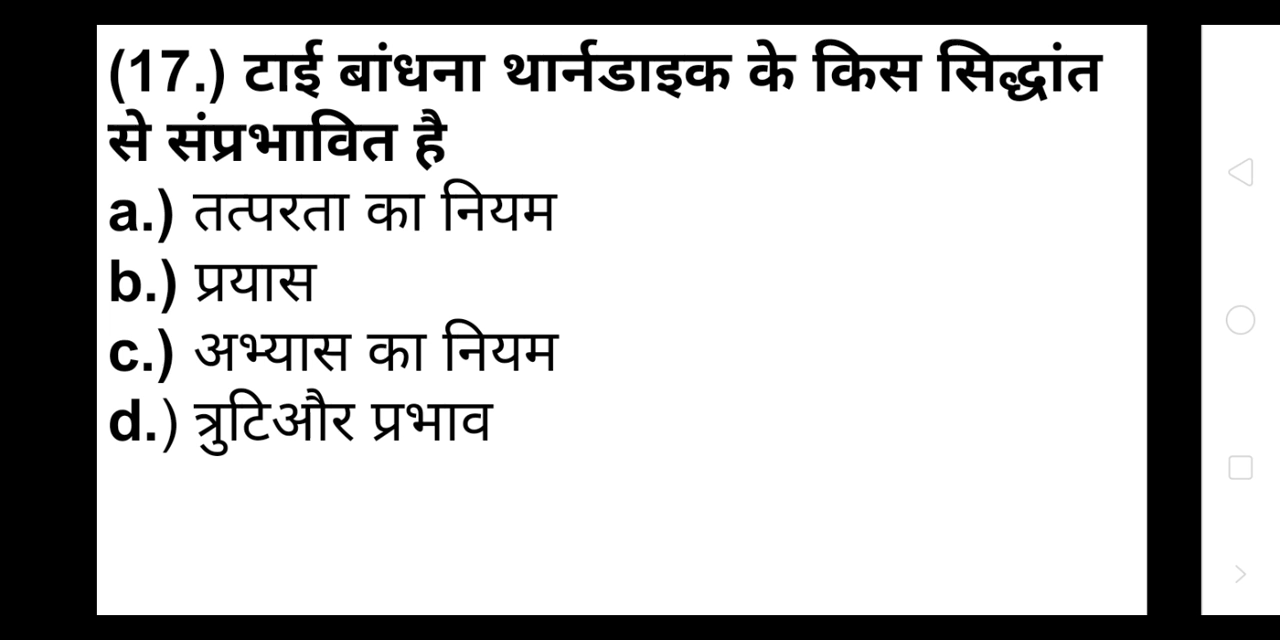 (17.) टाई बांधना थार्नडाइक के किस सिद्धांत
से संप्रभावित है
a.) तत्परता का नियम
b.) प्रयास
c.) अभ्यास का नियम
d.) त्रुटिऔर प्रभाव